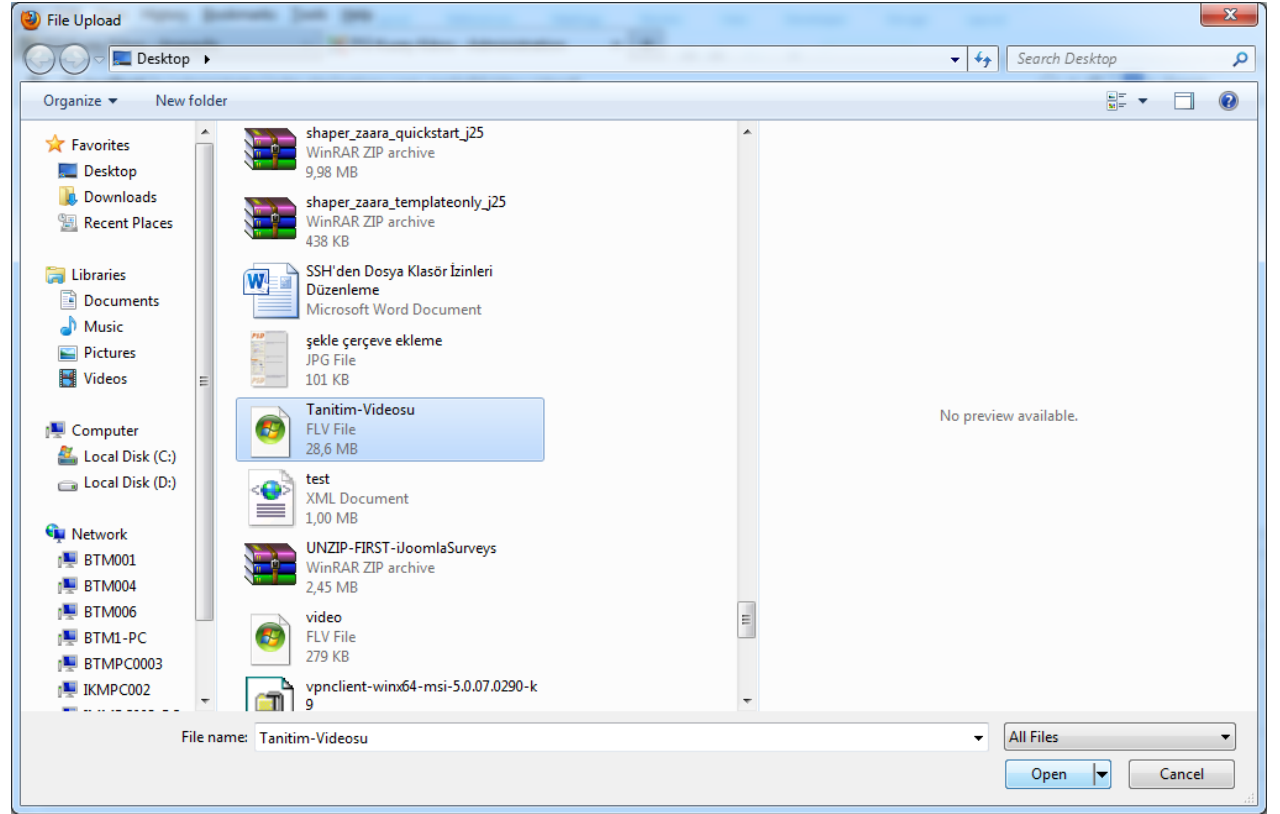 File Upload
Desktop
Search Desktop
Organize
New folder
Favorites
Desktop
Downloads
Recent Places
Libraries
Documents
Music
Pictures
Videos
Computer
Local Disk (C:)
Local Disk (D:)
Network
BTM001
BTM004
BTM006
BTM1-PC
BTMPC0003
IKMPC002
shaper_zaara_quickstart_j25
WinRAR ZIP archive
9,98 MB
shaper_zaara_templateonly_j25
WinRAR ZIP archive
438 KB
SSH'den Dosya Klasör İzinleri
Düzenleme
Microsoft Word Document
şekle çerçeve ekleme
JPG File
101 KB
Tanitim-Videosu
FLV File
28,6 MB
test
XML Document
1,00 MB
UNZIP-FIRST-iJoomlaSurveys
WinRAR ZIP archive
2,45 MB
video
FLV File
279 KB
vpnclient-winx64-msi-5.0.07.0290-k
9
No preview available.
File name:
Tanitim-Videosu
All Files
Open
Cancel